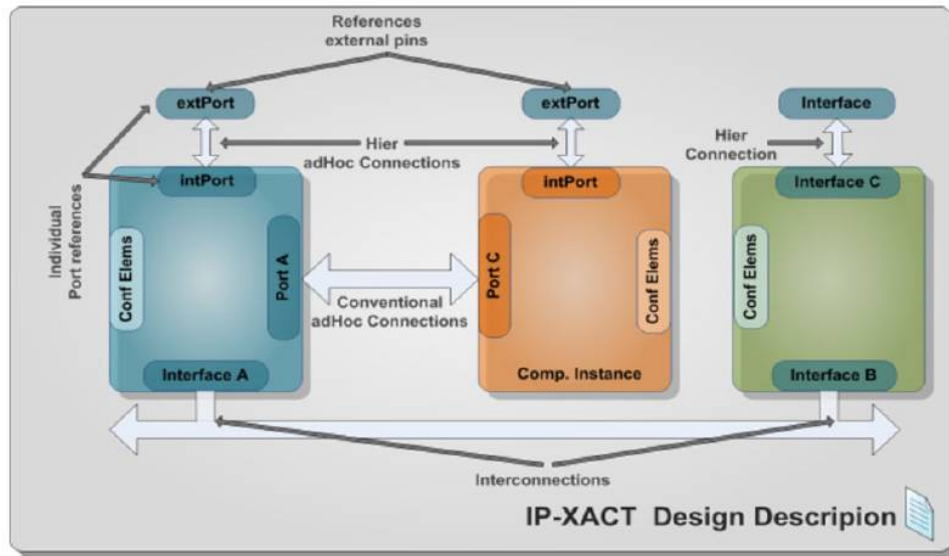 References
external pins
extPort
extPort
Interface
Hier
adHoc Connections
Hier
Connection
intPort
intPort
Interface C
Individual
Port references
Conf Elems
Port A
Port C
Conf Elems
Conf Elems
Conventional
adHoc Connections
Interface A
Comp. Instance
Interface B
Interconnections
IP-XACT Design Descripion